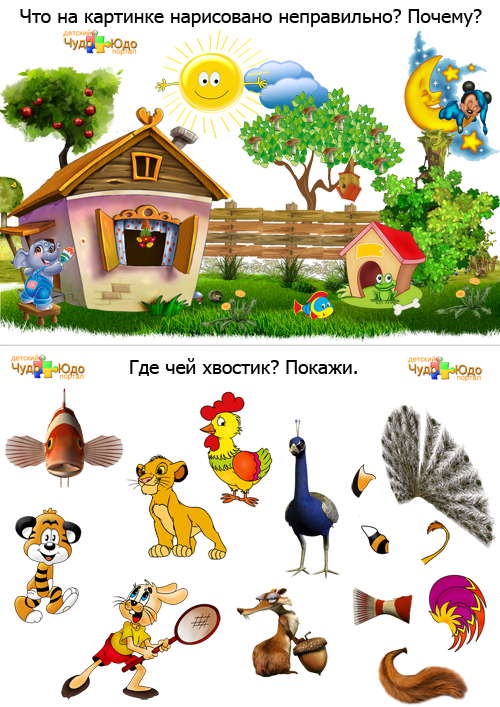 Что на картинке нарисовано неправильно? Почему?
детский
Чудо Юдо
портал
Где чей хвостик? Покажи.
детский
Чудо Юдо
портал
детский
Чудо Юдо
портал